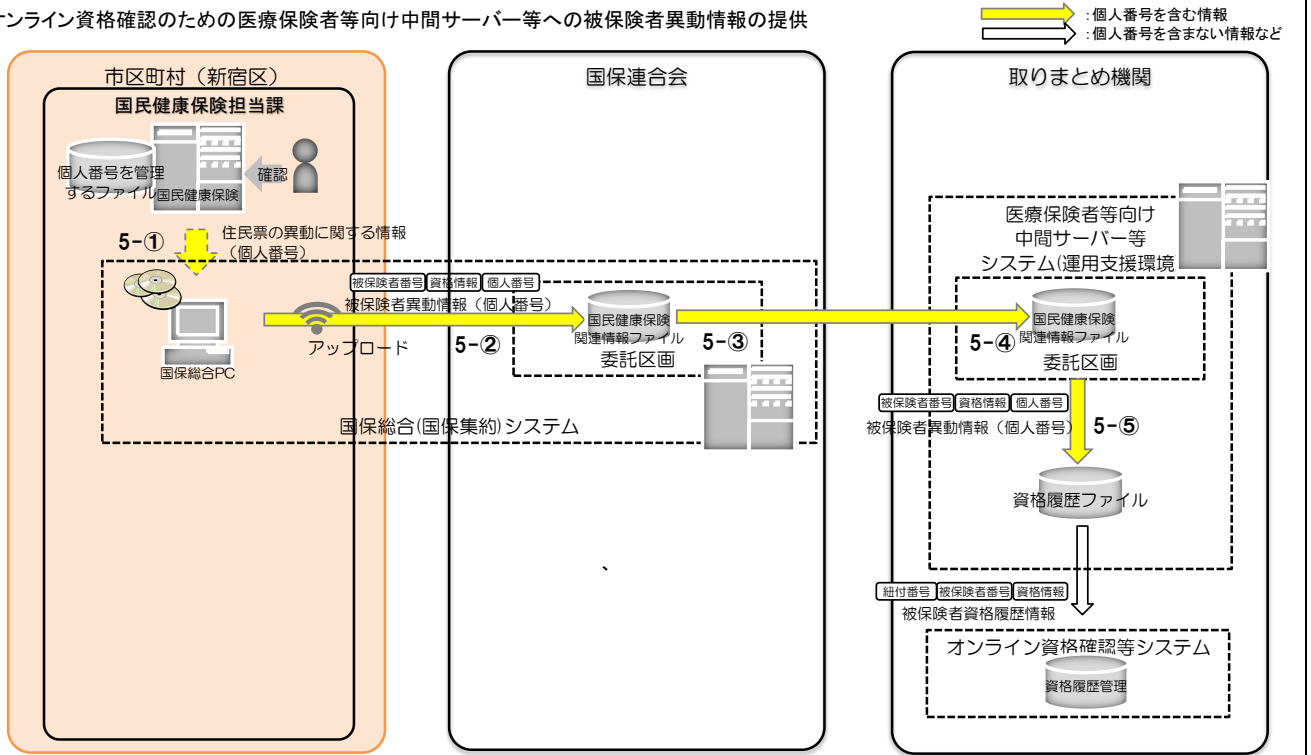 オンライン資格確認のための医療保険者等向け中間サーバー等への被保険者異動情報の提供
:個人番号を含む情報
:個人番号を含まない情報など
市区町村（新宿区）
国民健康保険担当課
個人番号を管理
するファイル
国民健康保険
確認
5-①
住民票の異動に関する情報
（個人番号）
国保総合PC
被保険者番号 資格情報 個人番号
被保険者異動情報（個人番号）
アップロード
5-②
国保連合会
国民健康保険
関連情報ファイル
委託区画
5-③
国保総合(国保集約)システム
、
取りまとめ機関
医療保険者等向け
中間サーバー等
システム(運用支援環境
国民健康保険
関連情報ファイル
5-④
委託区画
被保険者番号 資格情報 個人番号
被保険者異動情報（個人番号）
5-⑤
資格履歴ファイル
紐付番号 被保険者番号 資格情報
被保険者資格履歴情報
オンライン資格確認等システム
資格履歴管理